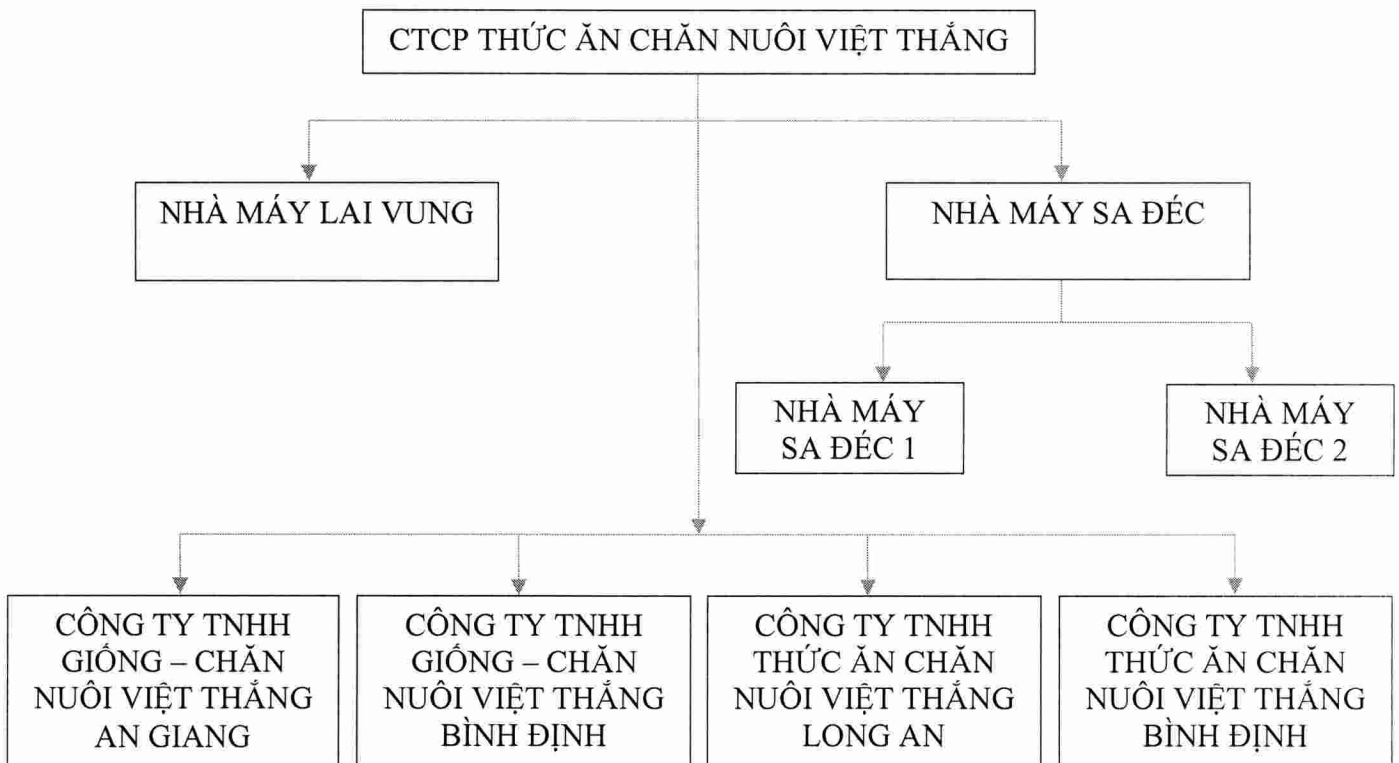 CTCP THỨC ĂN CHĂN NUÔI VIỆT THẮNG
NHÀ MÁY LAI VUNG
NHÀ MÁY SA ĐÉC
NHÀ MÁY
SA ĐÉC 1
NHÀ MÁY
SA ĐÉC 2
CÔNG TY TNHH
GIỐNG – CHĂN
NUÔI VIỆT THẮNG
AN GIANG
CÔNG TY TNHH
GIỐNG – CHĂN
NUÔI VIỆT THẮNG
BÌNH ĐỊNH
CÔNG TY TNHH
THỨC ĂN CHĂN
NUÔI VIỆT THẮNG
LONG AN
CÔNG TY TNHH
THỨC ĂN CHĂN
NUÔI VIỆT THẮNG
BÌNH ĐỊNH